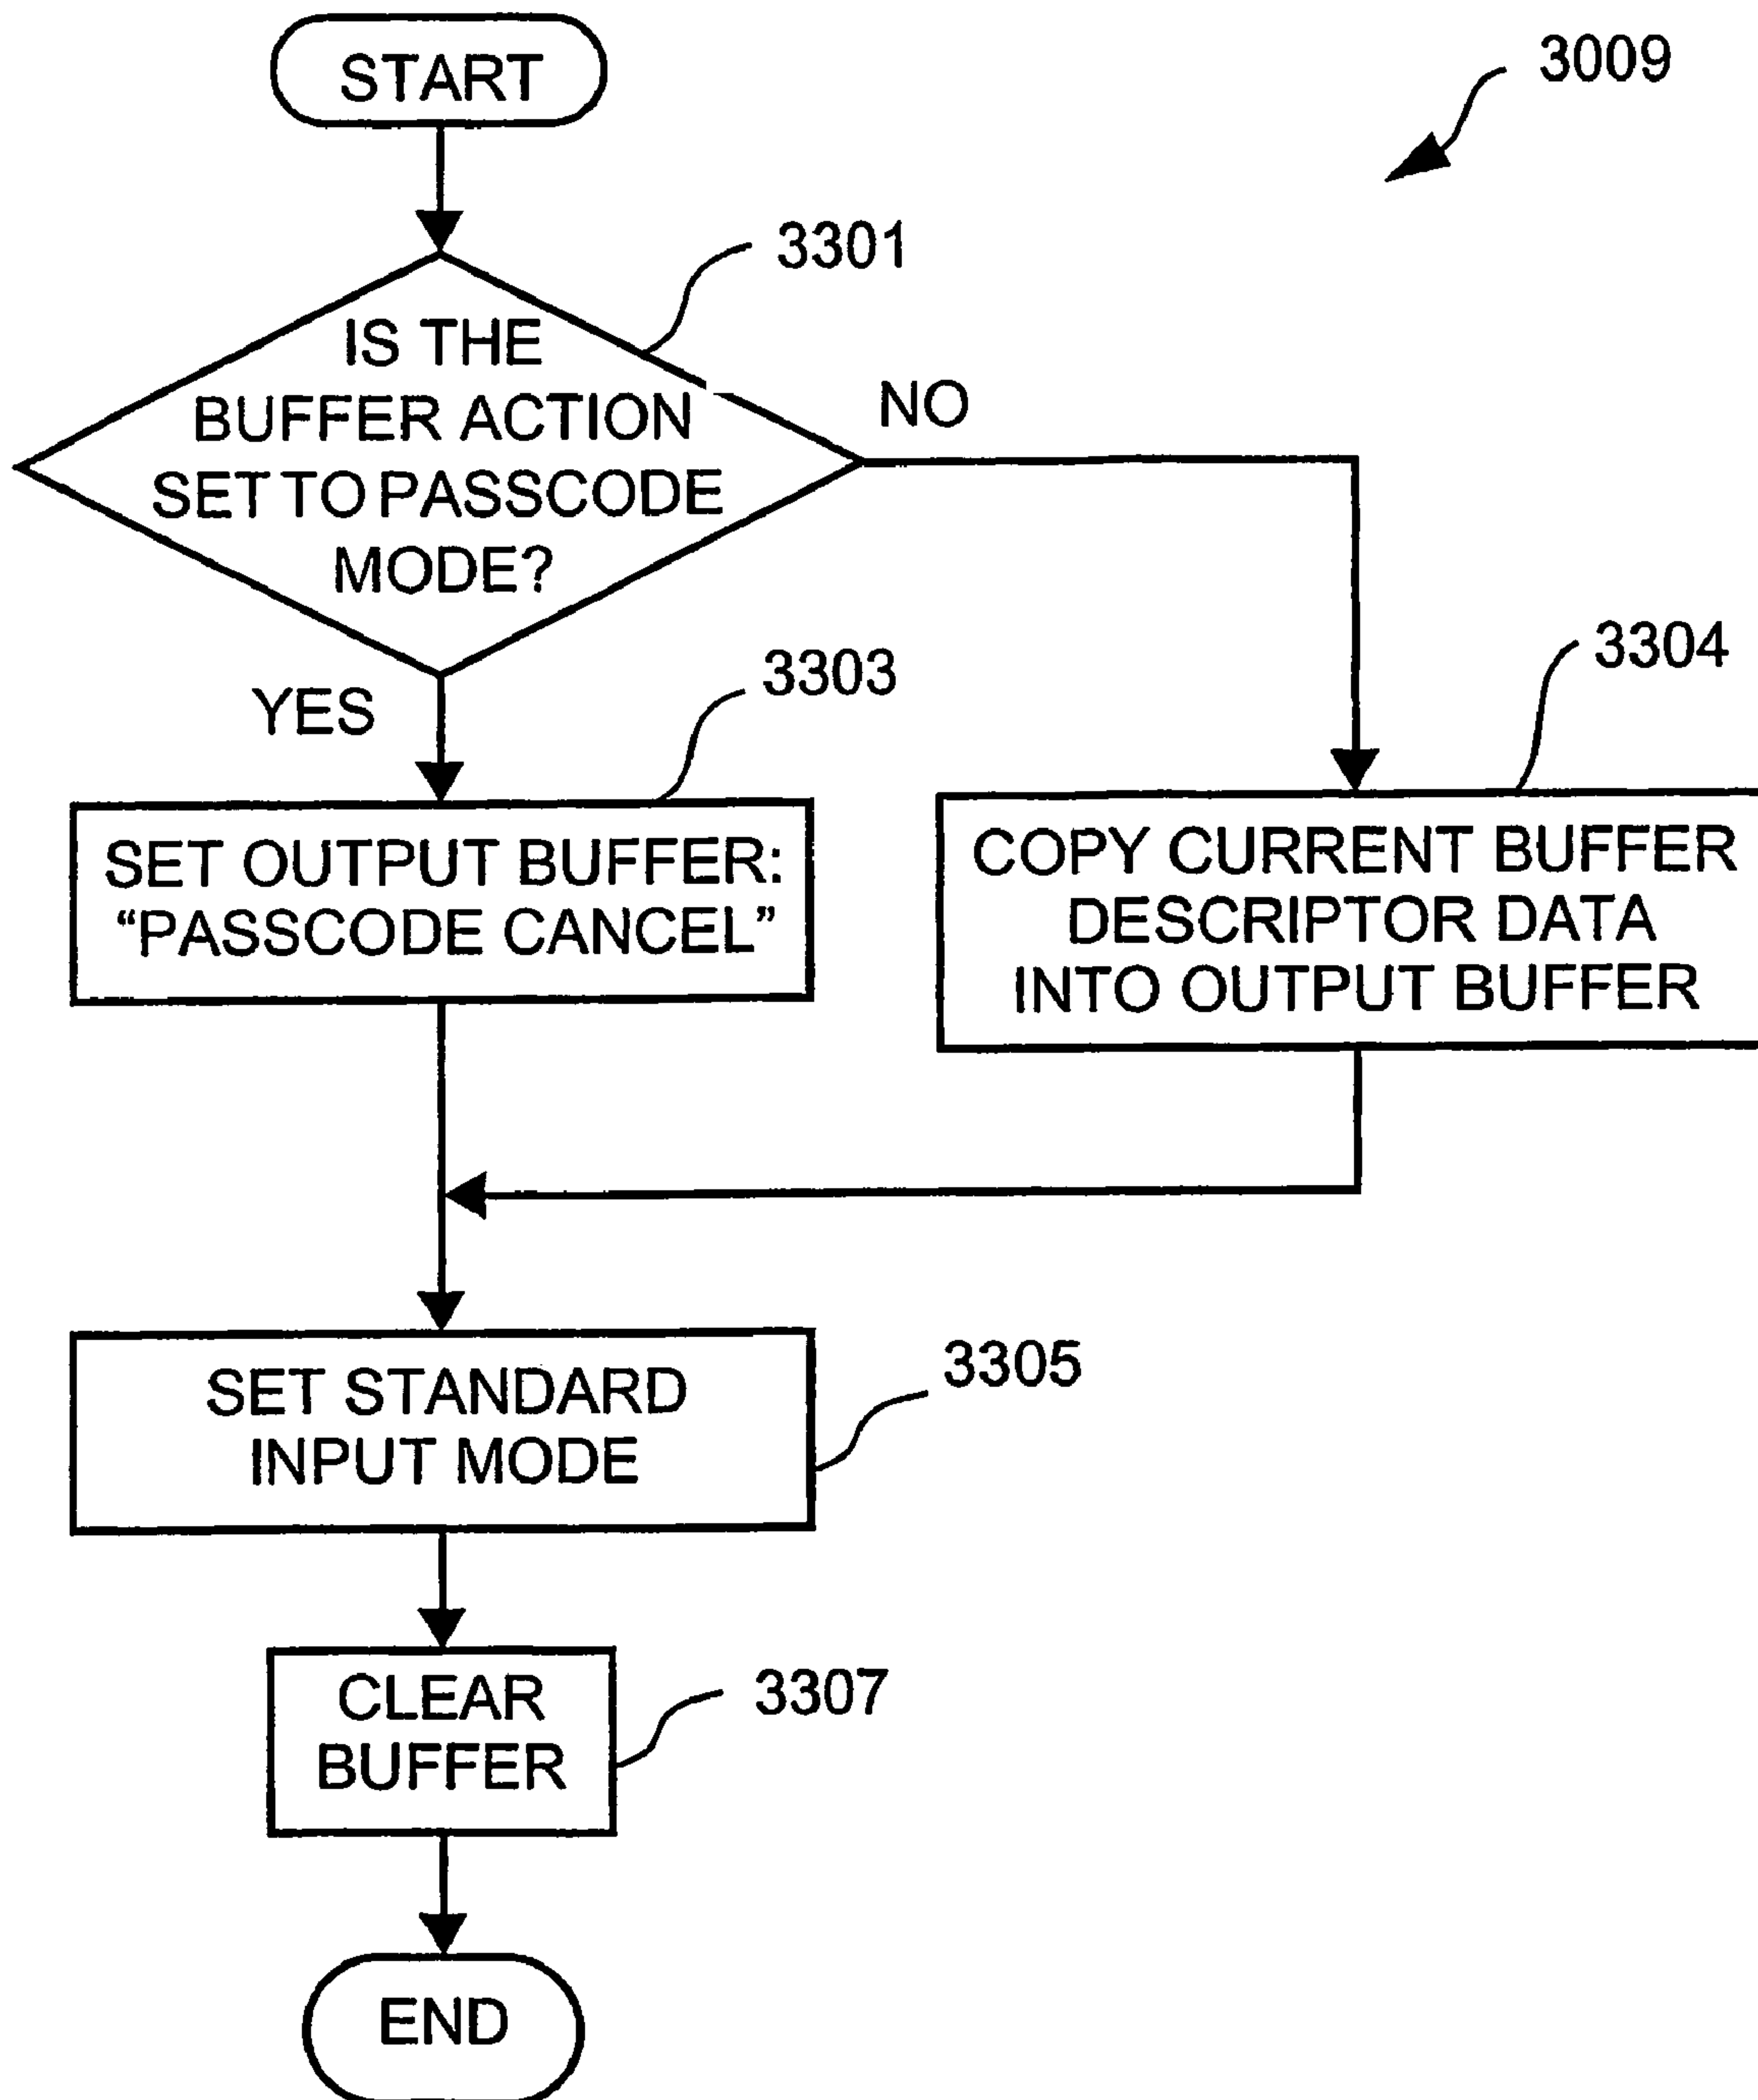 START
3009
3301
IS THE
BUFFER ACTION
SET TO PASSCODE
MODE?
NO
YES
3303
3304
SET OUTPUT BUFFER:
“PASSCODE CANCEL”
COPY CURRENT BUFFER
DESCRIPTOR DATA
INTO OUTPUT BUFFER
SET STANDARD
INPUT MODE
3305
CLEAR
BUFFER
3307
END